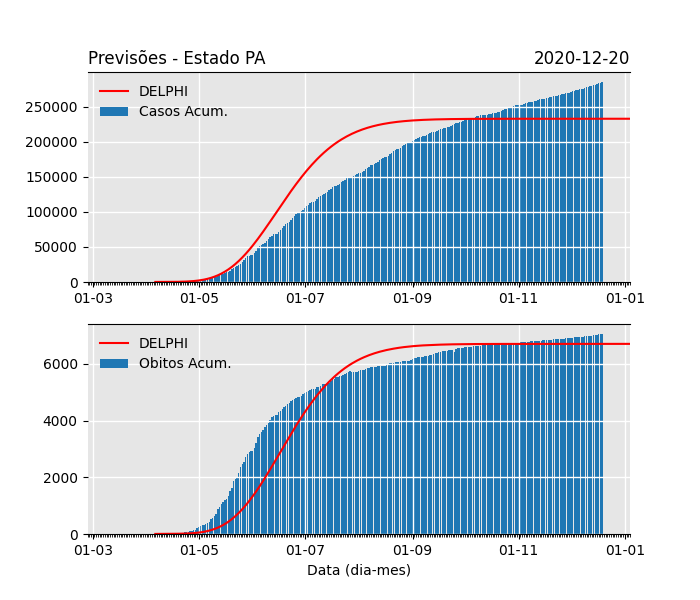 Previsões - Estado PA 2020-12-20
DELPHI
Casos Acum.
250000
200000
150000
100000
50000
0
01-03 01-05 01-07 01-09 01-11 01-01
DELPHI
Obitos Acum.
6000
4000
2000
0
01-03 01-05 01-07 01-09 01-11 01-01
Data (dia-mes)